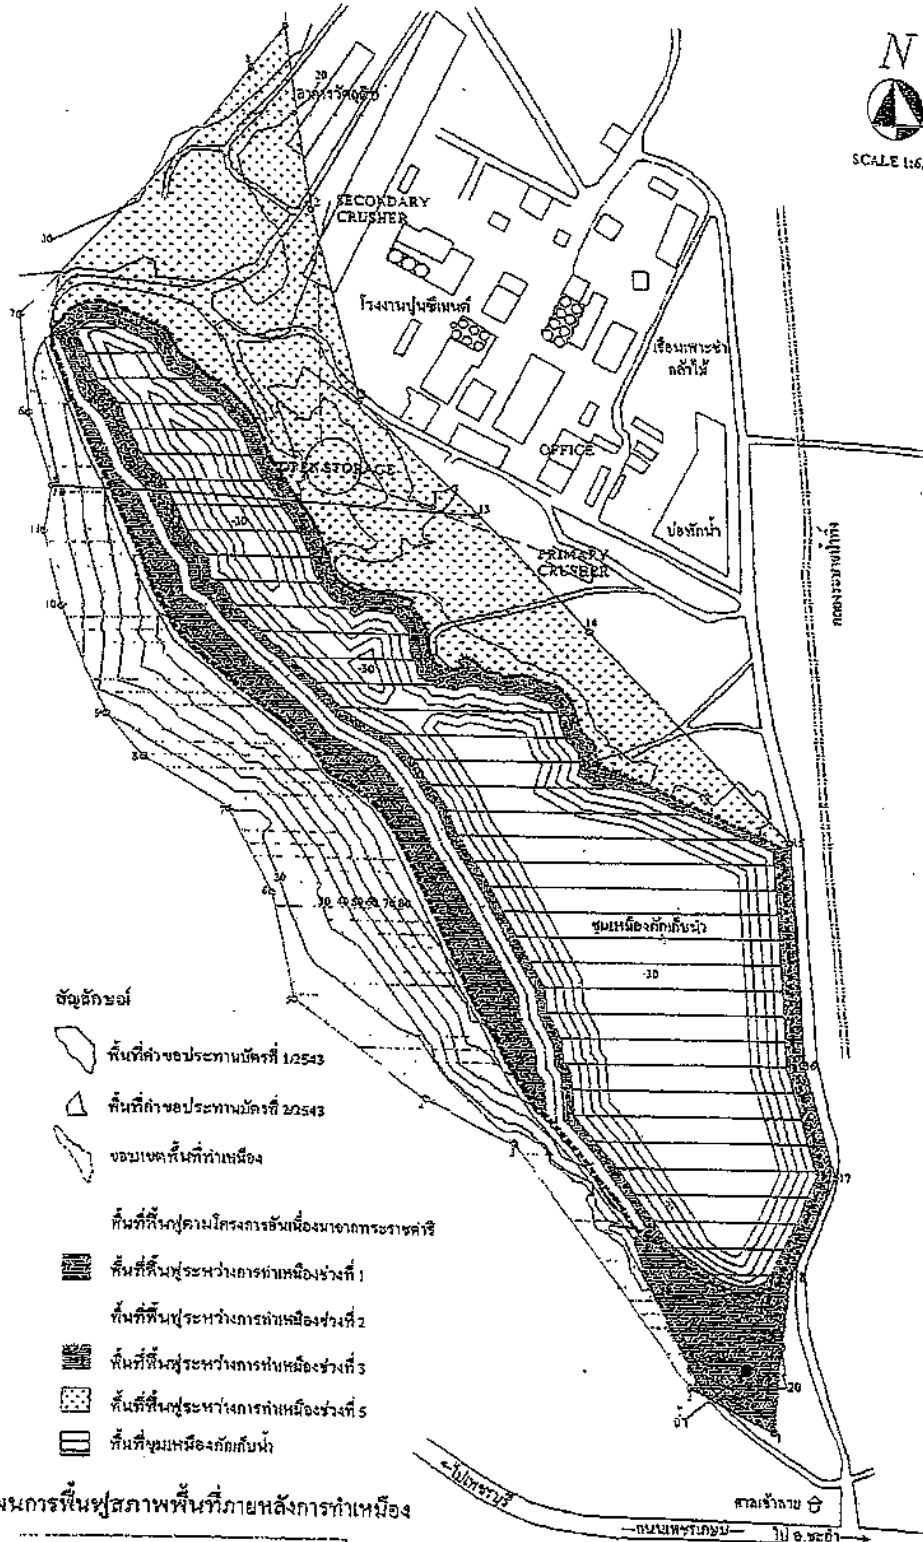 N
SCALE 1:6,
20
SECONDARY
CRUSHER
โรงงานปูนซีเมนต์
เรือนเพาะชำ
กล้าไม้
OPEN STORAGE
OFFICE
-30
13
PRIMARY
CRUSHER
บ่อพักน้ำ
14
-30
15
30 40 50 60 70 80
ขุมเหมืองกักเก็บน้ำ
-30
16
17
20
ถ้ำ
สัญลักษณ์
พื้นที่คำขอประทานบัตรที่ 1/2543
พื้นที่คำขอประทานบัตรที่ 2/2543
ขอบเขตพื้นที่ทำเหมือง
พื้นที่ฟื้นฟูตามโครงการอันเนื่องมาจากพระราชดำริ
พื้นที่ฟื้นฟูระหว่างการทำเหมืองช่วงที่ 1
พื้นที่ฟื้นฟูระหว่างการทำเหมืองช่วงที่ 2
พื้นที่ฟื้นฟูระหว่างการทำเหมืองช่วงที่ 3
พื้นที่ฟื้นฟูระหว่างการทำเหมืองช่วงที่ 5
พื้นที่ขุมเหมืองกักเก็บน้ำ
ผนการฟื้นฟูสภาพพื้นที่ภายหลังการทำเหมือง
ไปเพชรบุรี
ถนนเพชรเกษม
ไป อ.ชะอำ